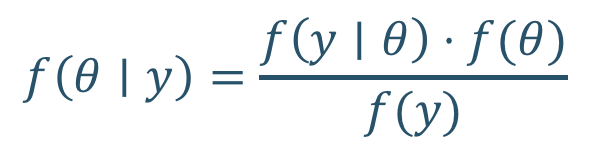 f(θ | y) = f(y | θ) · f(θ) / f(y)